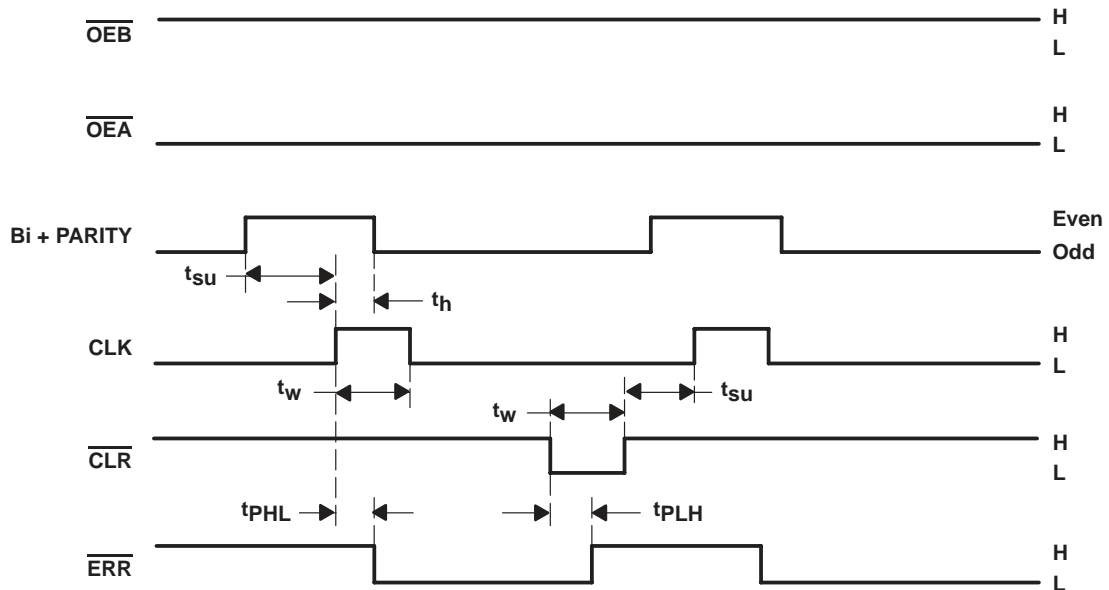 OEB
H
L
OEA
H
L
Bi + PARITY
Even
Odd
tsu
th
CLK
H
L
tw
tw
tsu
CLR
H
L
tPHL
tPLH
ERR
H
L